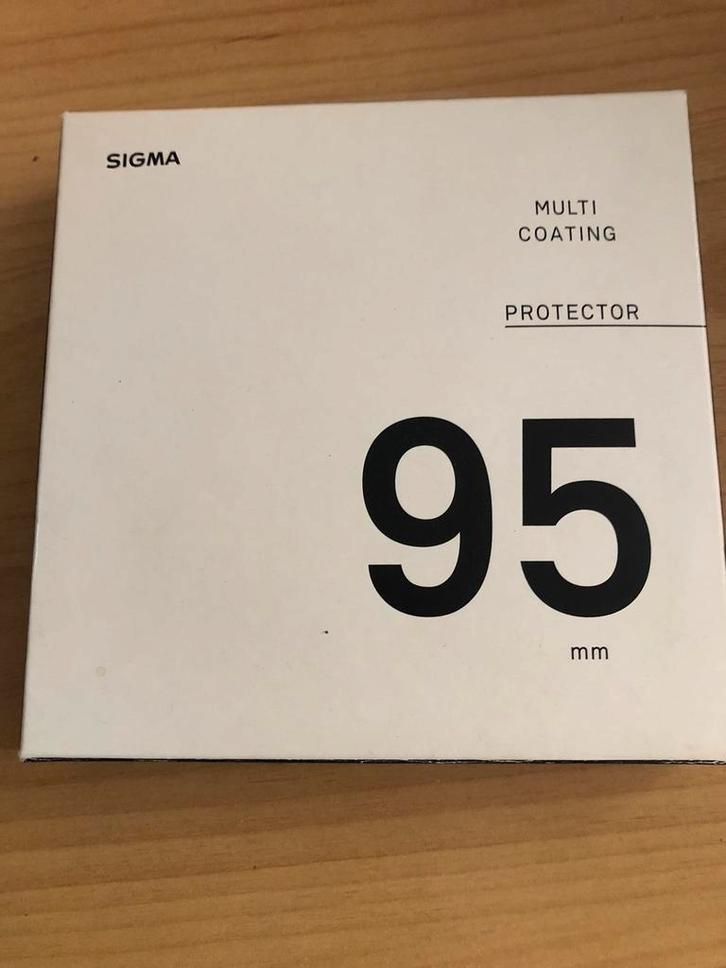 SIGMA
MULTI
COATING
PROTECTOR
95
mm